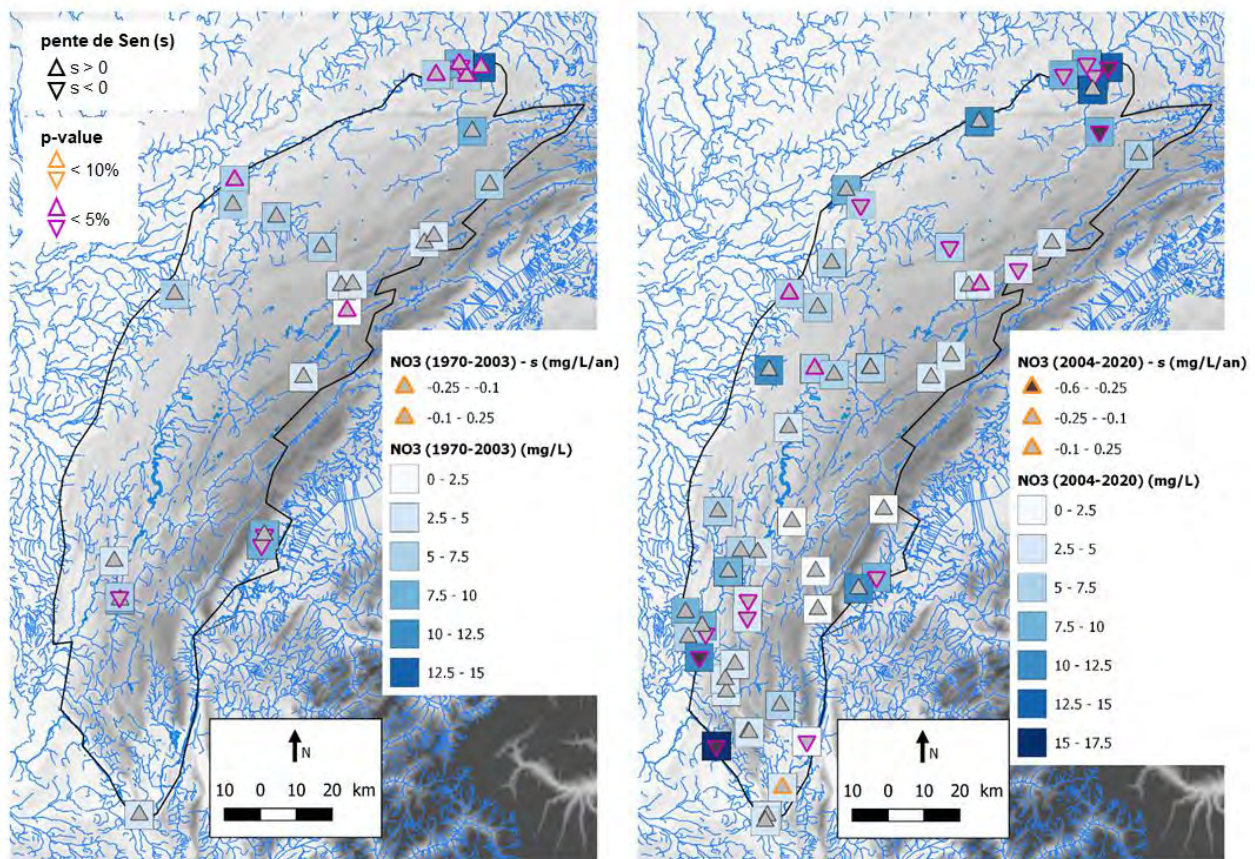 pente de Sen (s)
s > 0
s < 0
p-value
< 10%
< 5%
NO3 (1970-2003) - s (mg/L/an)
-0.25 - -0.1
-0.1 - 0.25
NO3 (1970-2003) (mg/L)
0 - 2.5
2.5 - 5
5 - 7.5
7.5 - 10
10 - 12.5
12.5 - 15
N
10 0 10 20 km
NO3 (2004-2020) - s (mg/L/an)
-0.6 - -0.25
-0.25 - -0.1
-0.1 - 0.25
NO3 (2004-2020) (mg/L)
0 - 2.5
2.5 - 5
5 - 7.5
7.5 - 10
10 - 12.5
12.5 - 15
15 - 17.5
N
10 0 10 20 km